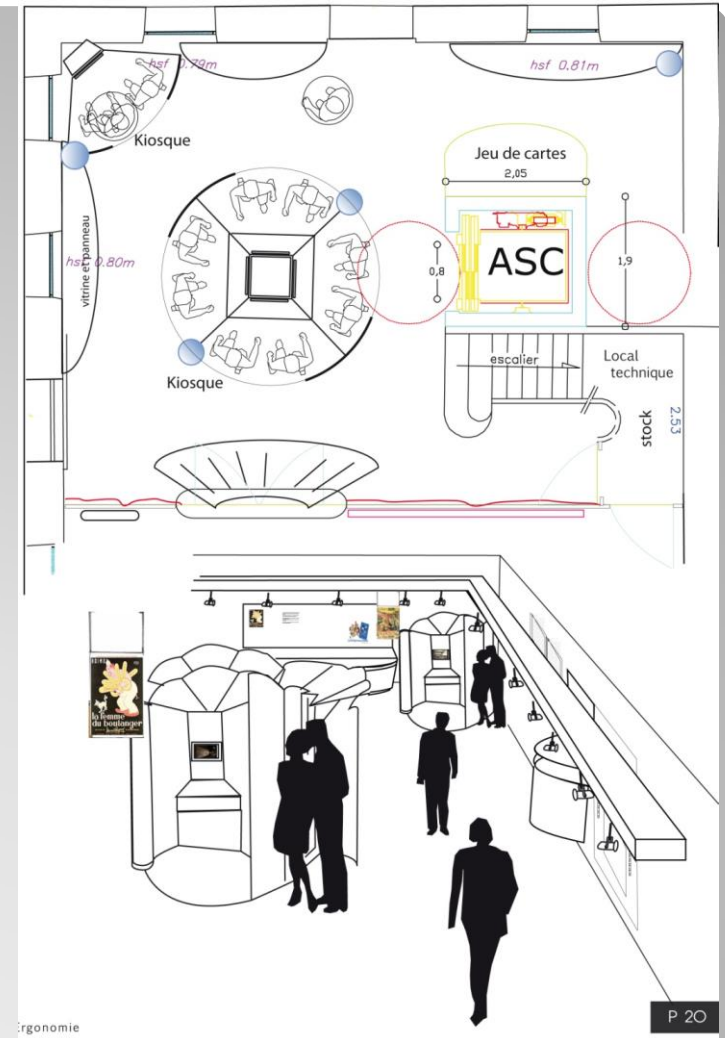 hsf 0.79m
hsf 0.81m
Kiosque
Jeu de cartes
2,05
hsf 0.80m
vitrine et panneau
0,8
ASC
1,9
Kiosque
escalier
Local
technique
stock
2.53
la femme
du boulanger
rgonomie
P 20